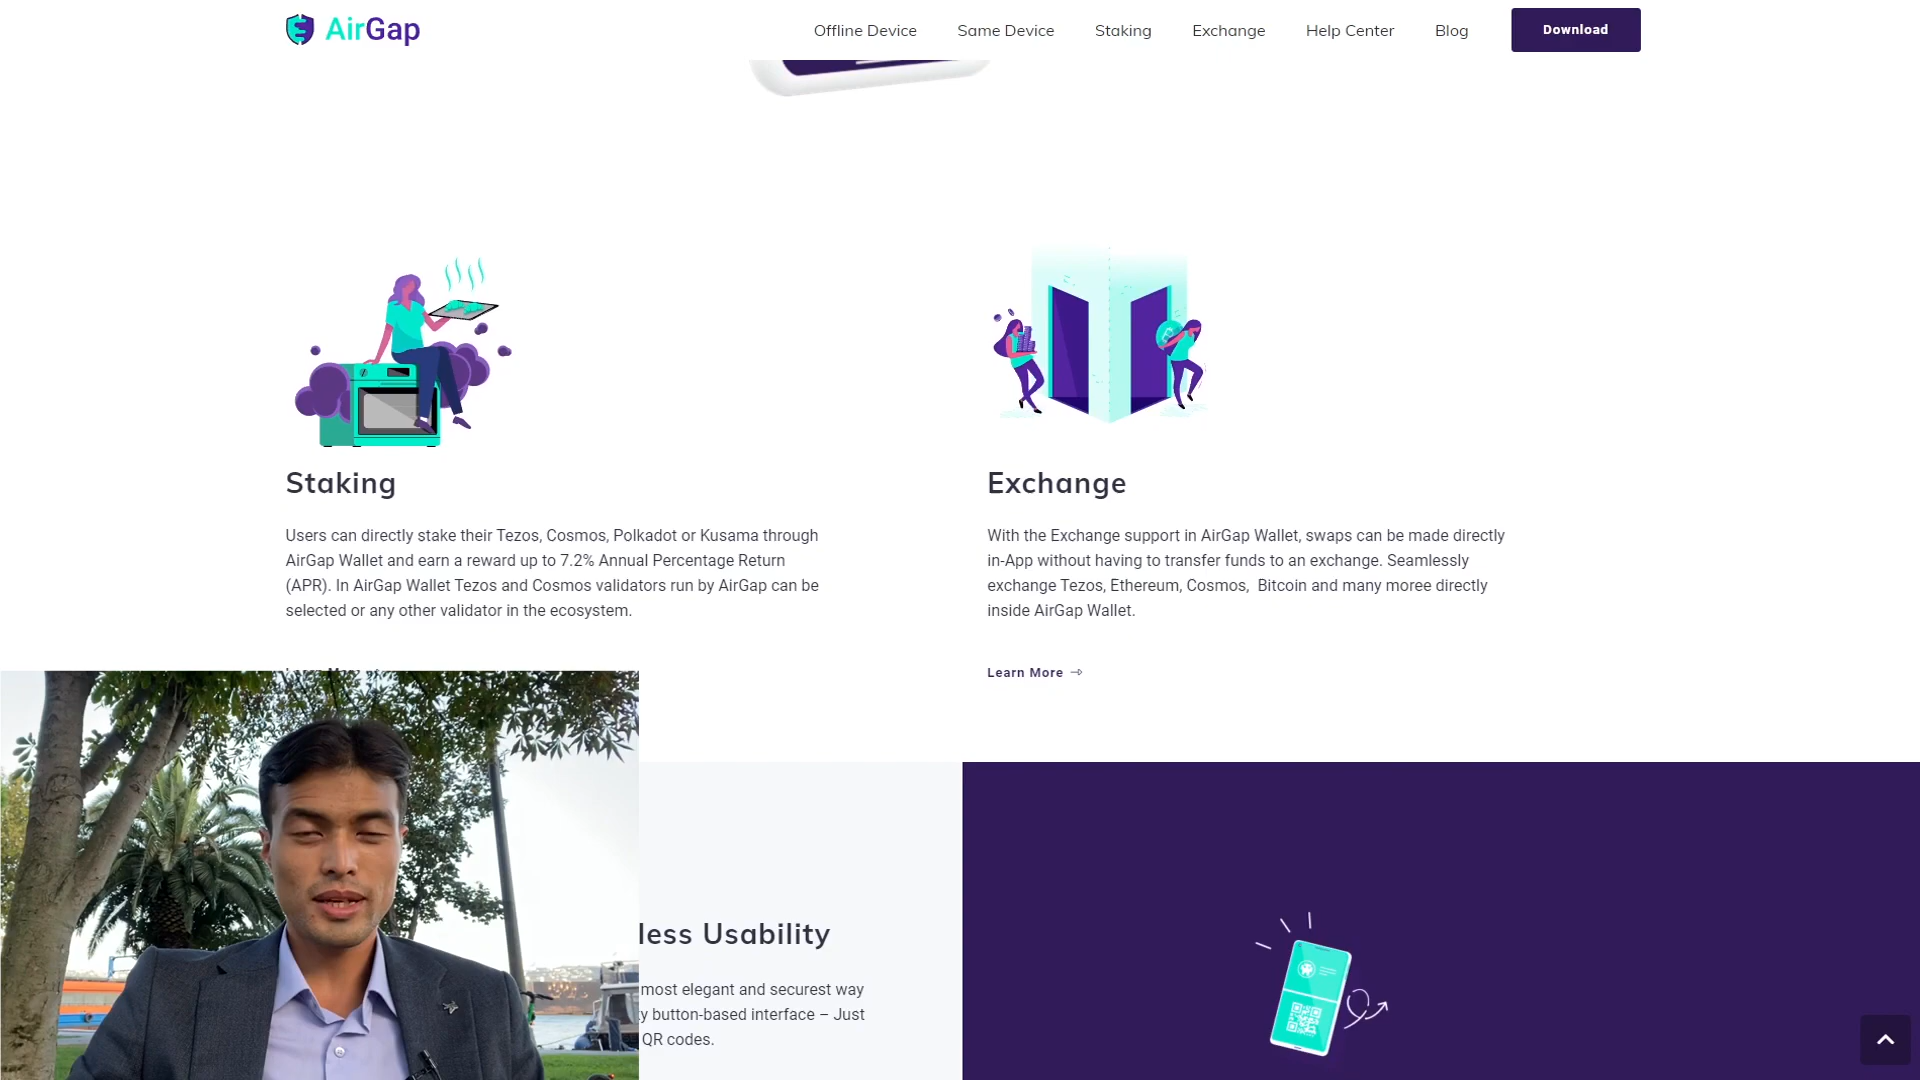 AirGap
Offline Device
Same Device
Staking
Exchange
Help Center
Blog
Download
Staking
Users can directly stake their Tezos, Cosmos, Polkadot or Kusama through
AirGap Wallet and earn a reward up to 7.2% Annual Percentage Return
(APR). In AirGap Wallet Tezos and Cosmos validators run by AirGap can be
selected or any other validator in the ecosystem.
Exchange
With the Exchange support in AirGap Wallet, swaps can be made directly
in-App without having to transfer funds to an exchange. Seamlessly
exchange Tezos, Ethereum, Cosmos,  Bitcoin and many moree directly
inside AirGap Wallet.
Learn More →
Usability
most elegant and securest way
button-based interface – Just
QR codes.